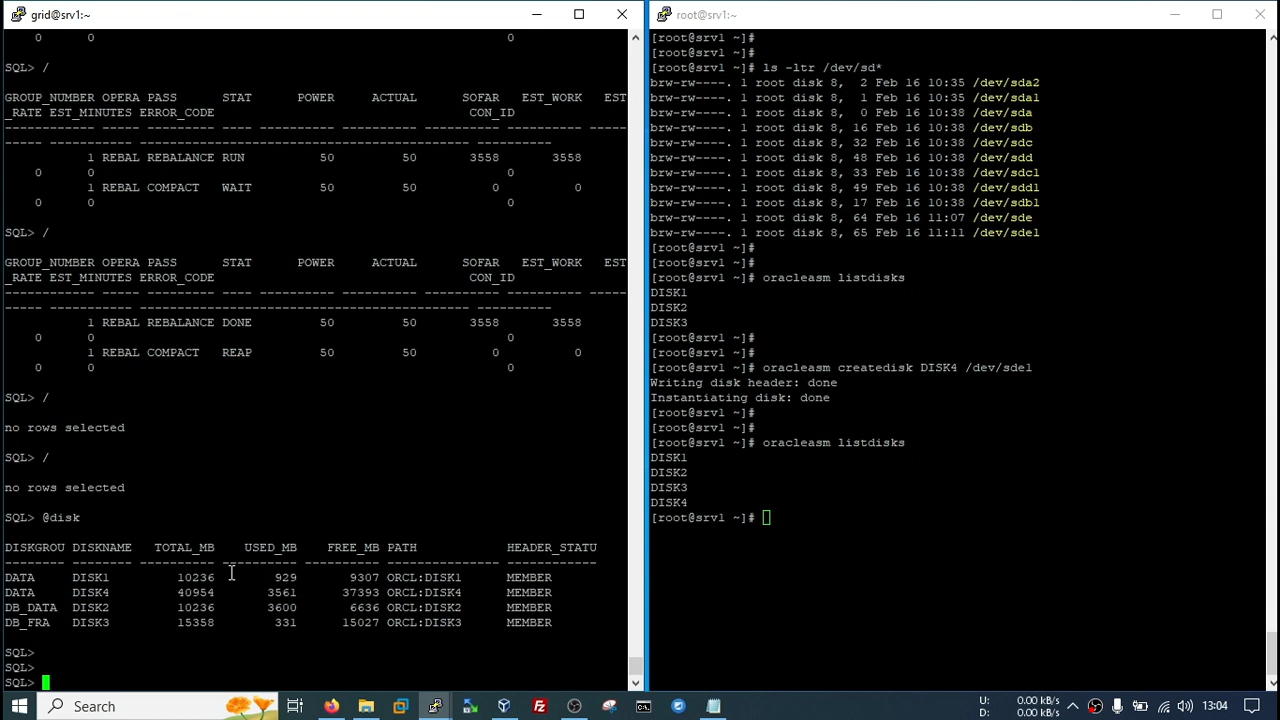 grid@srv1:~
0 0 0
SQL> /
GROUP_NUMBER OPERA PASS STAT POWER ACTUAL SOFAR EST_WORK EST
_RATE EST_MINUTES ERROR_CODE CON_ID
------------ ----- --------- ---- ---------- ---------- ---------- ---------- -----
----- ----------- -------------------------------------------- ----------
1 REBAL REBALANCE RUN 50 50 3558 3558
0 0 0
1 REBAL COMPACT WAIT 50 50 0 0
0 0 0
SQL> /
GROUP_NUMBER OPERA PASS STAT POWER ACTUAL SOFAR EST_WORK EST
_RATE EST_MINUTES ERROR_CODE CON_ID
------------ ----- --------- ---- ---------- ---------- ---------- ---------- -----
----- ----------- -------------------------------------------- ----------
1 REBAL REBALANCE DONE 50 50 3558 3558
0 0 0
1 REBAL COMPACT REAP 50 50 0 0
0 0 0
SQL> /
no rows selected
SQL> /
no rows selected
SQL> @disk
DISKGROU DISKNAME TOTAL_MB USED_MB FREE_MB PATH HEADER_STATU
-------- -------- ---------- ---------- ---------- --------------- ------------
DATA DISK1 10236 929 9307 ORCL:DISK1 MEMBER
DATA DISK4 40954 3561 37393 ORCL:DISK4 MEMBER
DB_DATA DISK2 10236 3600 6636 ORCL:DISK2 MEMBER
DB_FRA DISK3 15358 331 15027 ORCL:DISK3 MEMBER
SQL>
SQL>
SQL>
root@srv1:~
[root@srv1 ~]#
[root@srv1 ~]#
[root@srv1 ~]# ls -ltr /dev/sd*
brw-rw----. 1 root disk 8, 2 Feb 16 10:35 /dev/sda2
brw-rw----. 1 root disk 8, 1 Feb 16 10:35 /dev/sda1
brw-rw----. 1 root disk 8, 0 Feb 16 10:38 /dev/sda
brw-rw----. 1 root disk 8, 16 Feb 16 10:38 /dev/sdb
brw-rw----. 1 root disk 8, 32 Feb 16 10:38 /dev/sdc
brw-rw----. 1 root disk 8, 48 Feb 16 10:38 /dev/sdd
brw-rw----. 1 root disk 8, 33 Feb 16 10:38 /dev/sdc1
brw-rw----. 1 root disk 8, 49 Feb 16 10:38 /dev/sdd1
brw-rw----. 1 root disk 8, 17 Feb 16 10:38 /dev/sdb1
brw-rw----. 1 root disk 8, 64 Feb 16 11:07 /dev/sde
brw-rw----. 1 root disk 8, 65 Feb 16 11:11 /dev/sde1
[root@srv1 ~]#
[root@srv1 ~]#
[root@srv1 ~]# oracleasm listdisks
DISK1
DISK2
DISK3
[root@srv1 ~]#
[root@srv1 ~]#
[root@srv1 ~]# oracleasm createdisk DISK4 /dev/sde1
Writing disk header: done
Instantiating disk: done
[root@srv1 ~]#
[root@srv1 ~]#
[root@srv1 ~]# oracleasm listdisks
DISK1
DISK2
DISK3
DISK4
[root@srv1 ~]#
Search
U: 0.00 kB/s
D: 0.00 kB/s
13:04